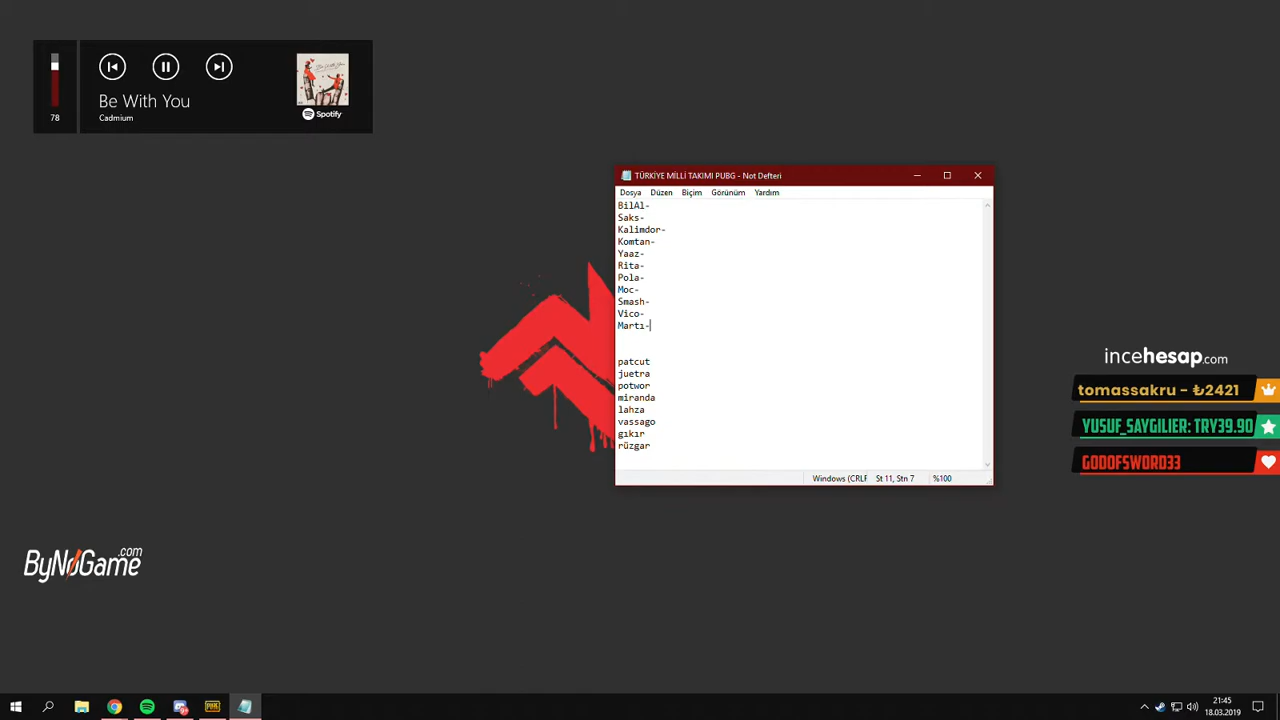 Be With You
Cadmium
78
Spotify
TÜRKİYE MİLLİ TAKIMI PUBG - Not Defteri
Dosya Düzen Biçim Görünüm Yardım
BilAl-
Saks-
Kalimdor-
Komtan-
Yaaz-
Rita-
Pola-
Moc-
Smash-
Vico-
Martı-
patcut
juetra
potwor
miranda
lahza
vassago
gıkır
rüzgar
Windows (CRLF St 11, Stn 7 %100
incehesap.com
tomassakru - ₺2421
YUSUF_SAYGILIER: TRY39.90
GODOFSWORD33
ByNoGame.com
PUBG
21:45
18.03.2019